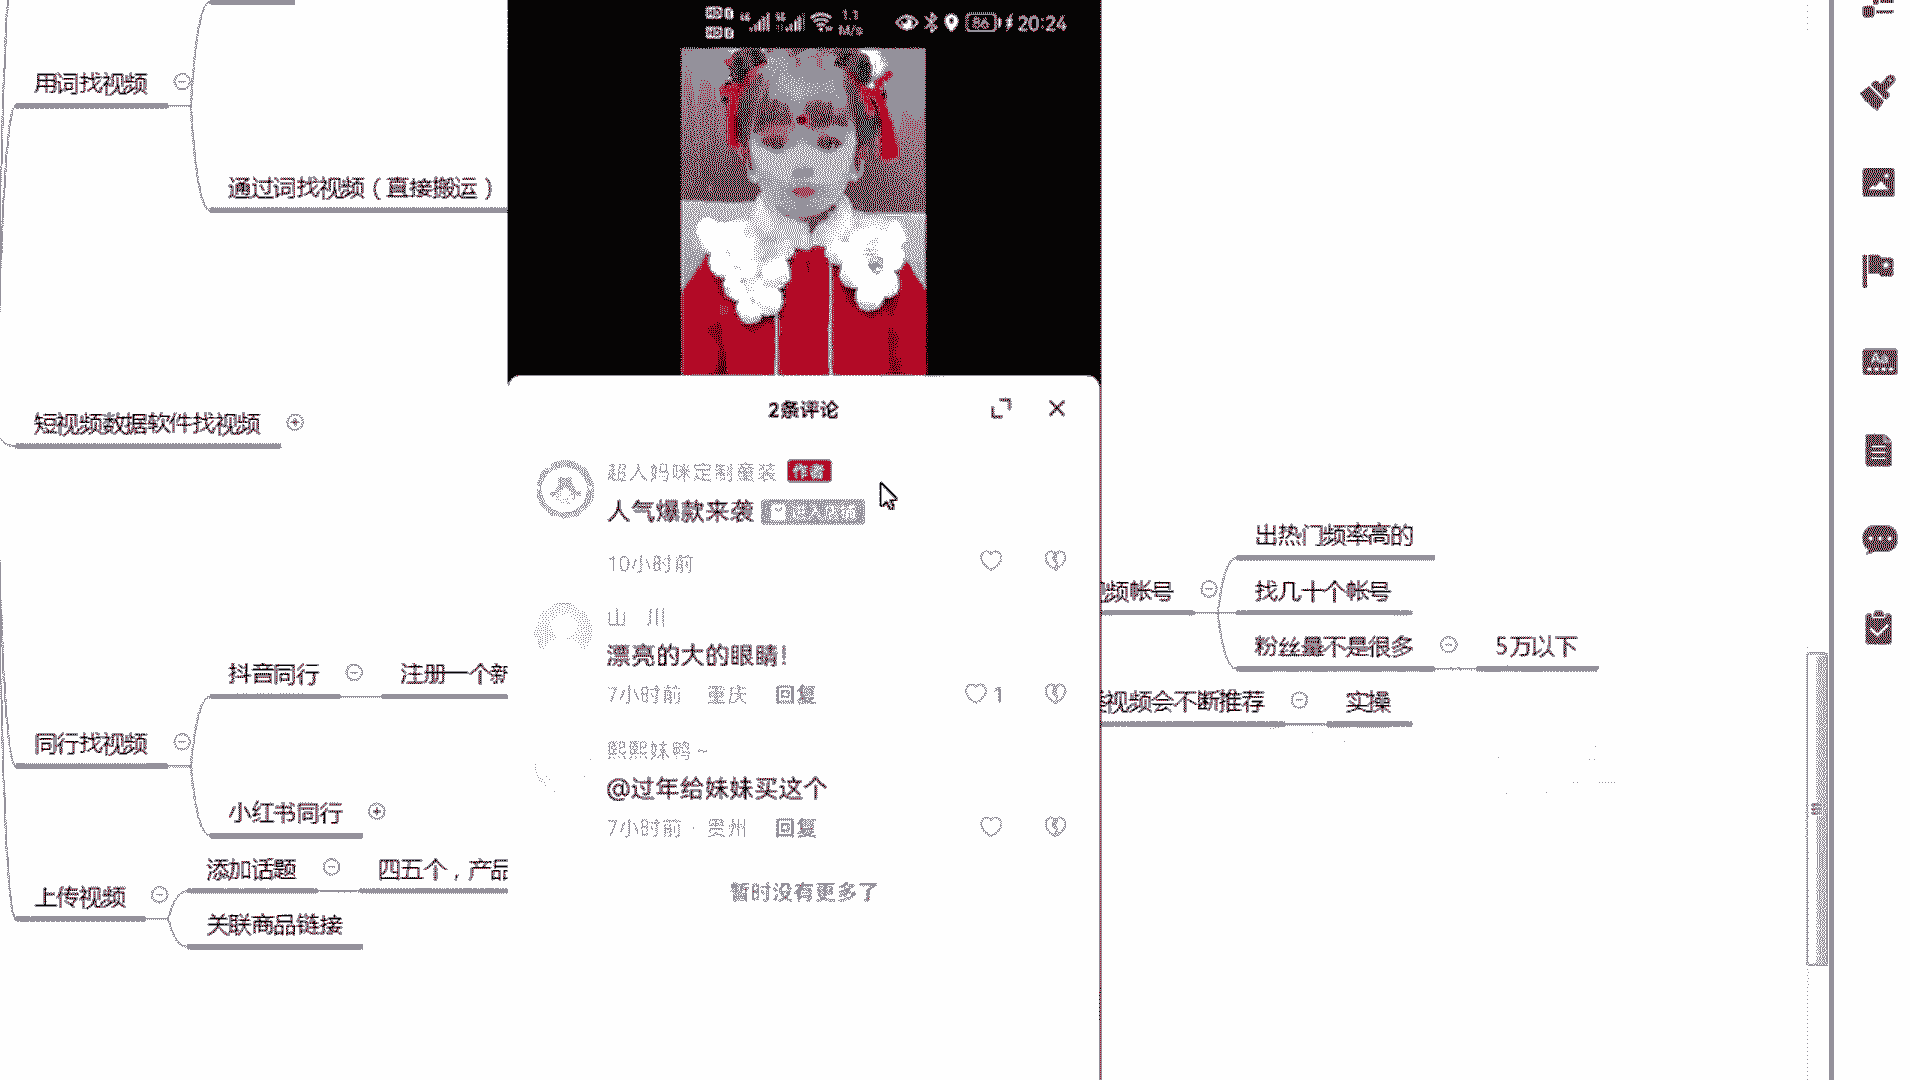 用词找视频
通过词找视频（直接搬运）
短视频数据软件找视频
抖音同行
注册一个新
同行找视频
小红书同行
上传视频
添加话题
四五个，产品
关联商品链接
1.1
M/s
86
20:24
2条评论
超人妈咪定制童装 作者
人气爆款来袭 进入店铺
10小时前
山 川
漂亮的大的眼睛！
7小时前 重庆 回复
1
熙熙妹鸭~
@过年给妹妹买这个
7小时前 · 贵州 回复
暂时没有更多了
频帐号
出热门频率高的
找几十个帐号
粉丝量不是很多
5万以下
视频会不断推荐
实操